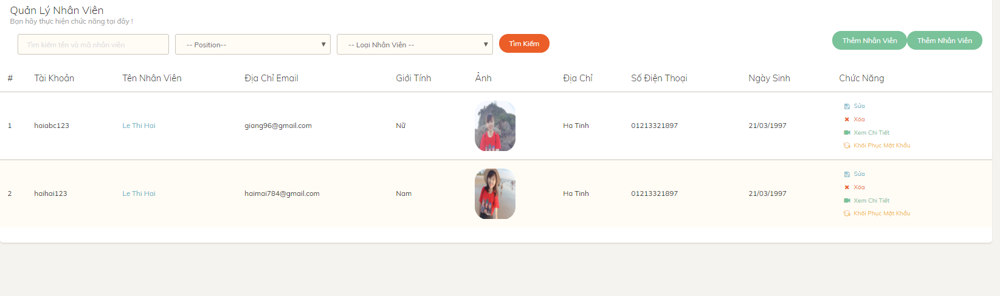 Quản Lý Nhân Viên
Bạn hãy thực hiện chức năng tại đây !
Tìm kiếm tên và mã nhân viên -- Position-- -- Loại Nhân Viên -- Tìm Kiếm Thêm Nhân Viên Thêm Nhân Viên
# Tài Khoản Tên Nhân Viên Địa Chỉ Email Giới Tính Ảnh Địa Chỉ Số Điện Thoại Ngày Sinh Chức Năng
1 haiabc123 Le Thi Hai giang96@gmail.com Nữ Ha Tinh 01213321897 21/03/1997
Sửa
Xóa
Xem Chi Tiết
Khôi Phục Mật Khẩu
2 haihai123 Le Thi Hai haimai784@gmail.com Nam Ha Tinh 01213321897 21/03/1997
Sửa
Xóa
Xem Chi Tiết
Khôi Phục Mật Khẩu